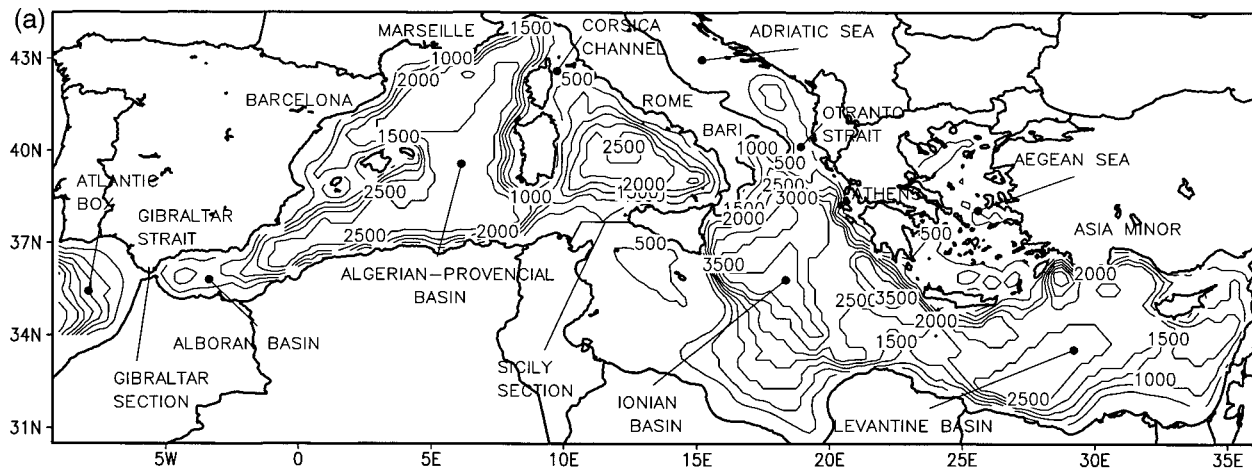 (a)
MARSEILLE
1500
CORSICA
CHANNEL
ADRIATIC SEA
43N
1000
2000
500
BARCELONA
ROME
BARI
OTRANTO
STRAIT
1500
40N
2500
1000
500
AEGEAN SEA
ATLANTIC
BOX
2500
1000
2000
1500
3000
ATHENS
GIBRALTAR
STRAIT
1500
2000
500
ASIA MINOR
37N
2500
2000
500
3500
2000
ALGERIAN-PROVENCIAL
BASIN
2500
3500
2000
34N
ALBORAN BASIN
1500
1500
GIBRALTAR
SECTION
SICILY
SECTION
IONIAN
BASIN
1000
2500
31N
LEVANTINE BASIN
5W
0
5E
10E
15E
20E
25E
30E
35E